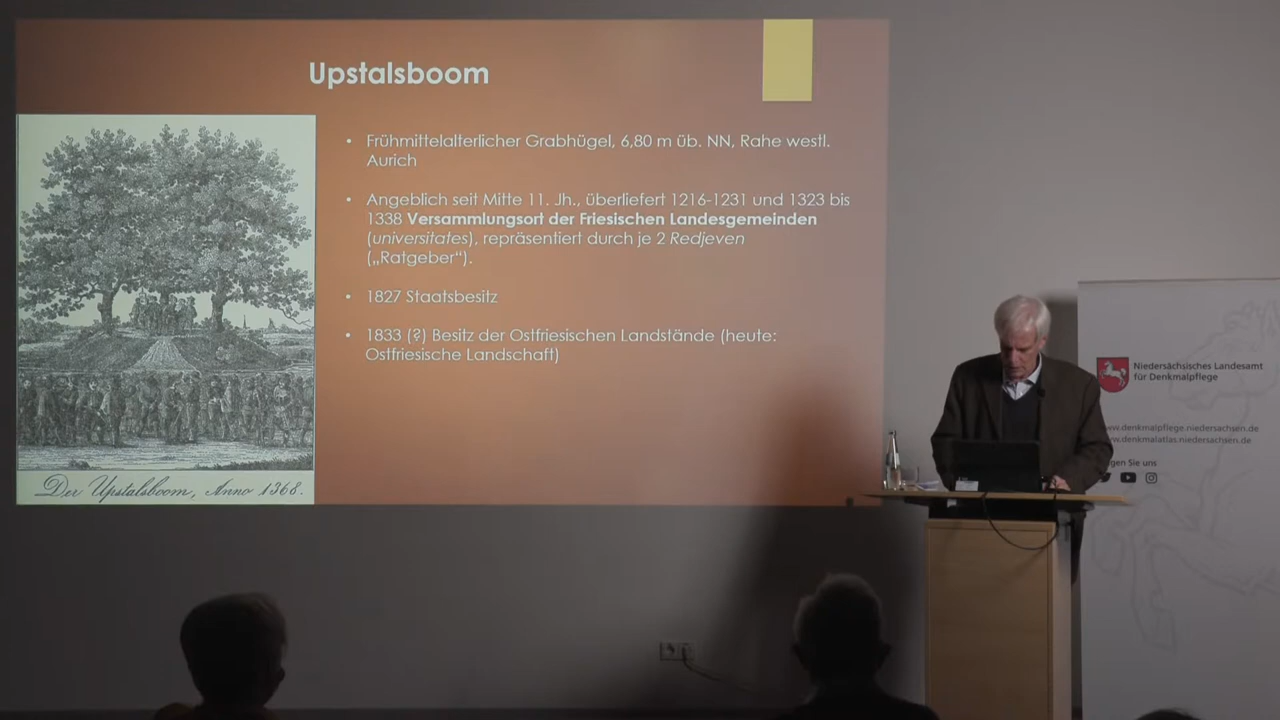 Upstalsboom
• Frühmittelalterlicher Grabhügel, 6,80 m üb. NN, Rahe westl.
Aurich
• Angeblich seit Mitte 11. Jh., überliefert 1216-1231 und 1323 bis
1338 Versammlungsort der Friesischen Landesgemeinden
(universitates), repräsentiert durch je 2 Redjeven
(„Ratgeber“).
• 1827 Staatsbesitz
• 1833 (?) Besitz der Ostfriesischen Landstände (heute:
Ostfriesische Landschaft)
Der Upstalsboom, Anno 1368.
Niedersächsisches Landesamt
für Denkmalpflege
www.denkmalpflege.niedersachsen.de
www.denkmalatlas.niedersachsen.de
gen Sie uns